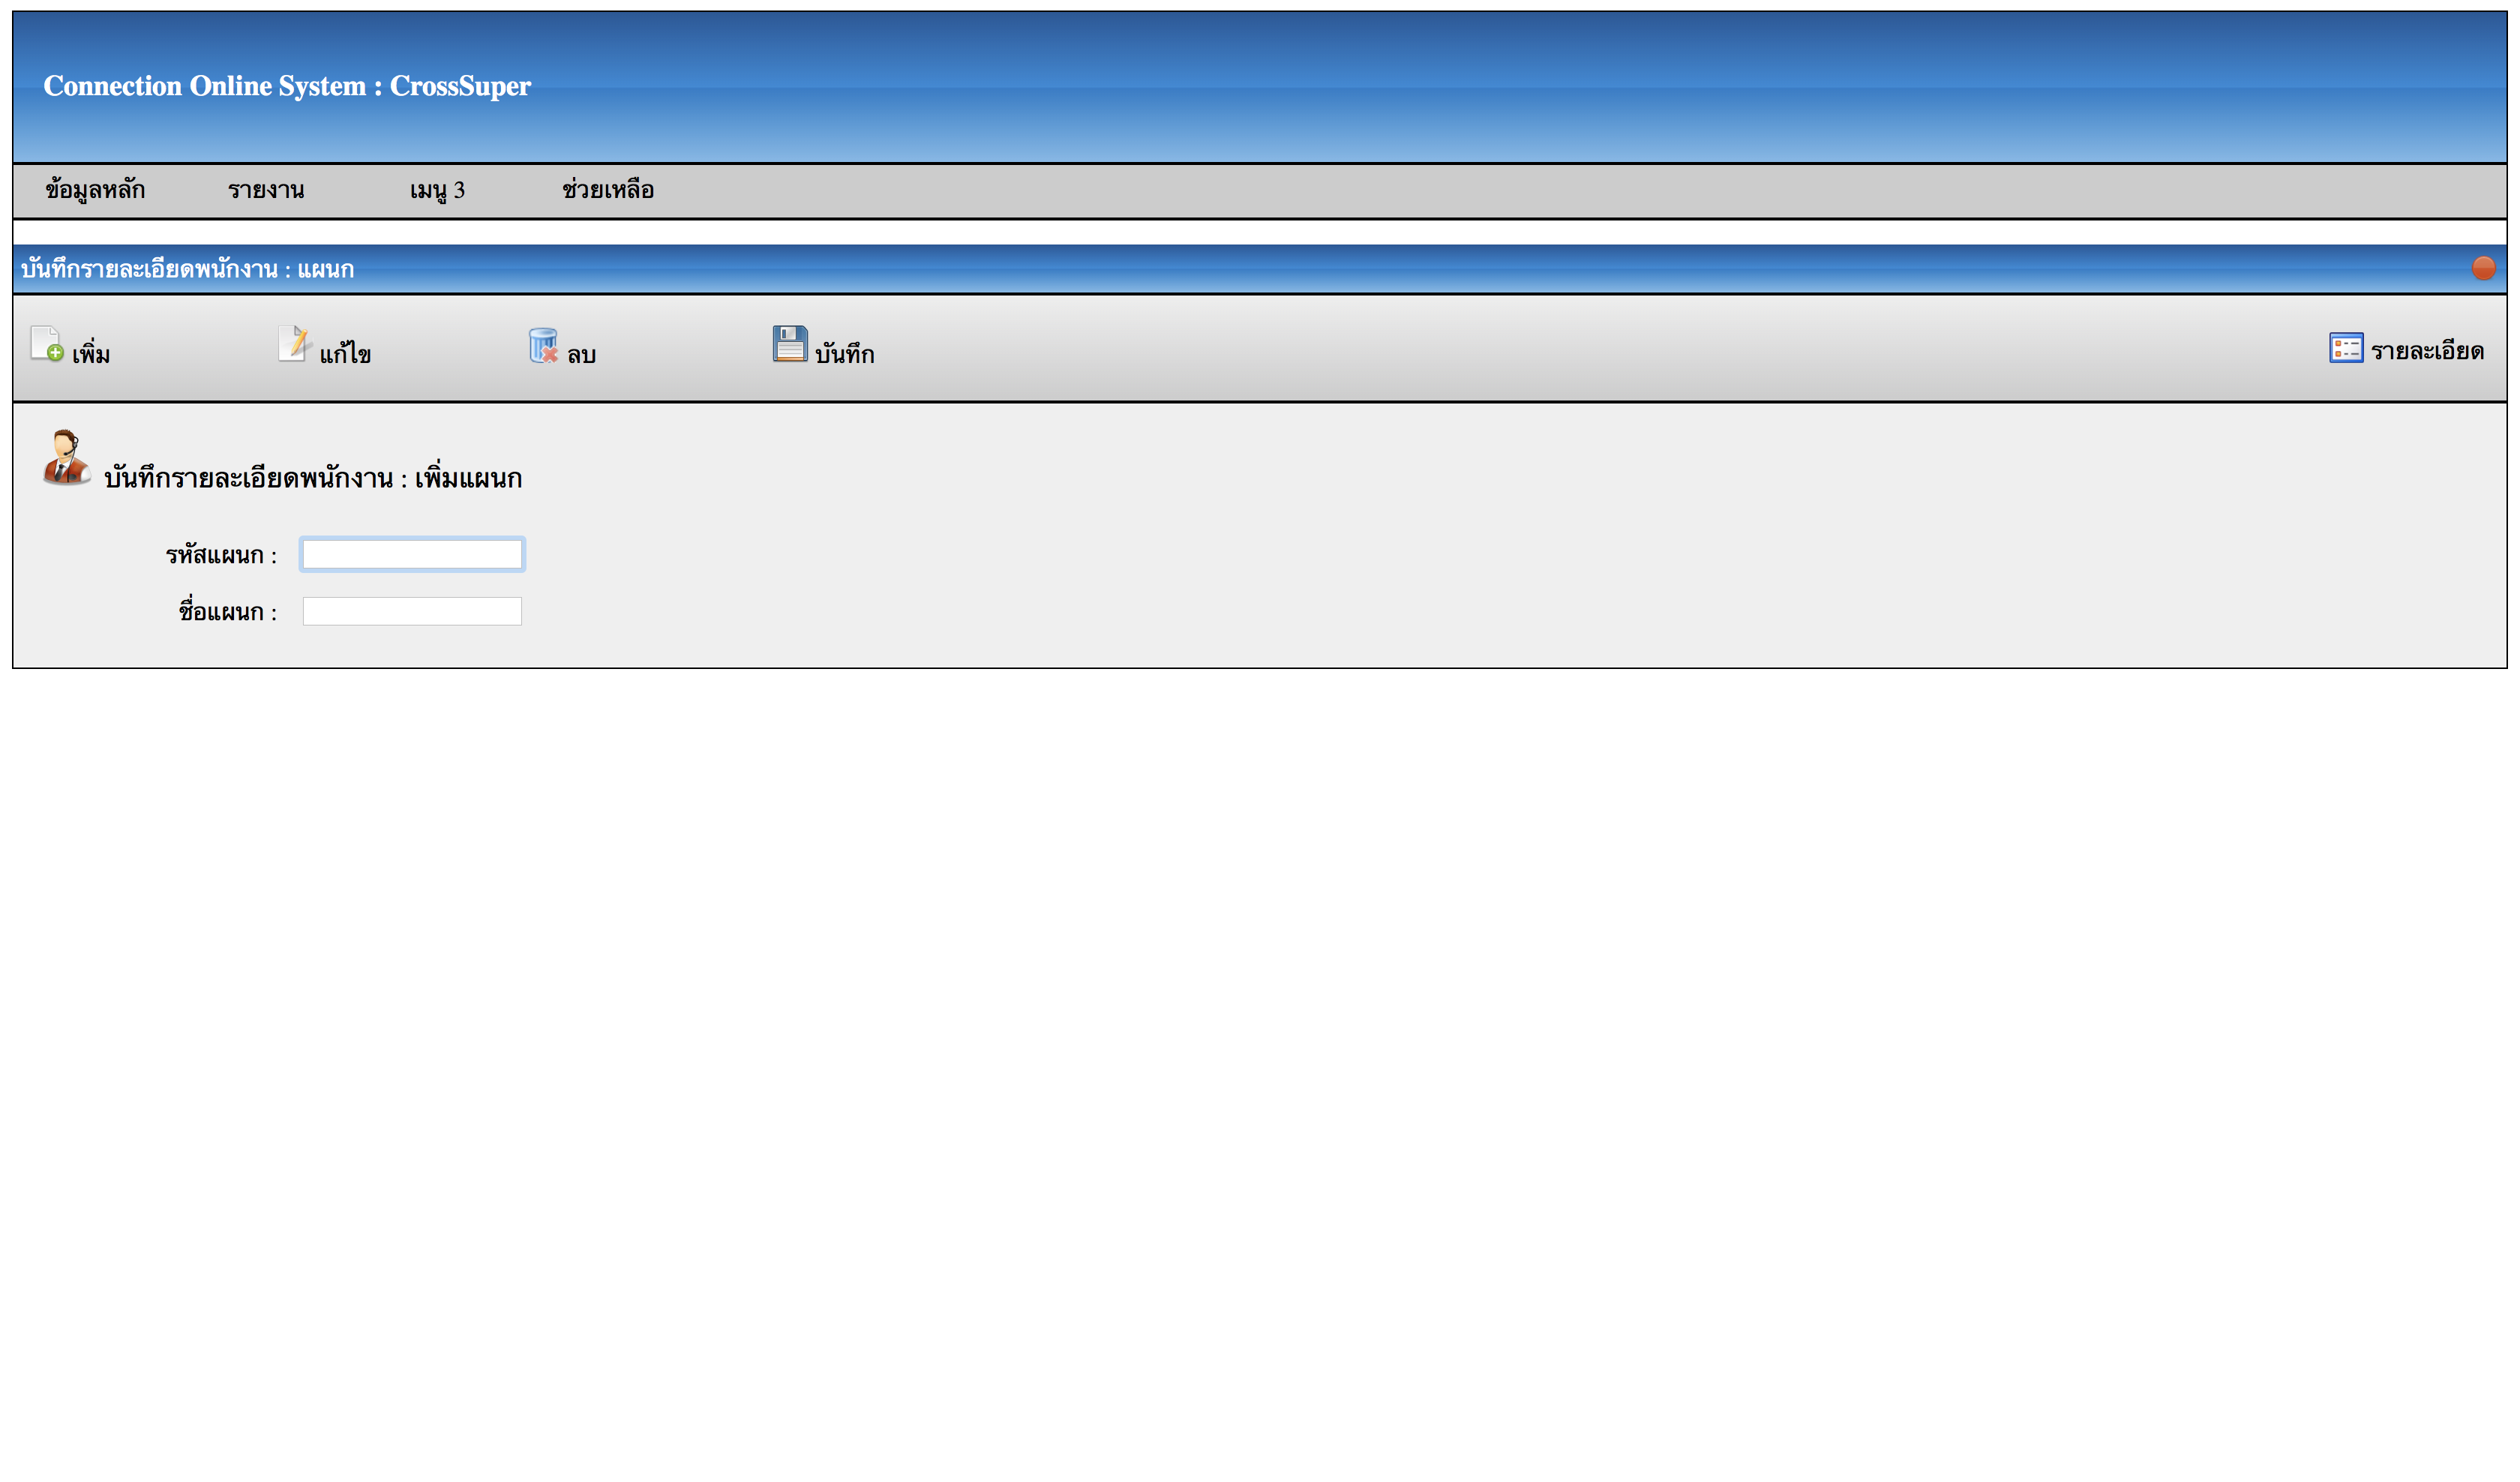 Connection Online System : CrossSuper
ข้อมูลหลัก รายงาน เมนู 3 ช่วยเหลือ
บันทึกรายละเอียดพนักงาน : แผนก
เพิ่ม แก้ไข ลบ บันทึก รายละเอียด
บันทึกรายละเอียดพนักงาน : เพิ่มแผนก
รหัสแผนก :
ชื่อแผนก :